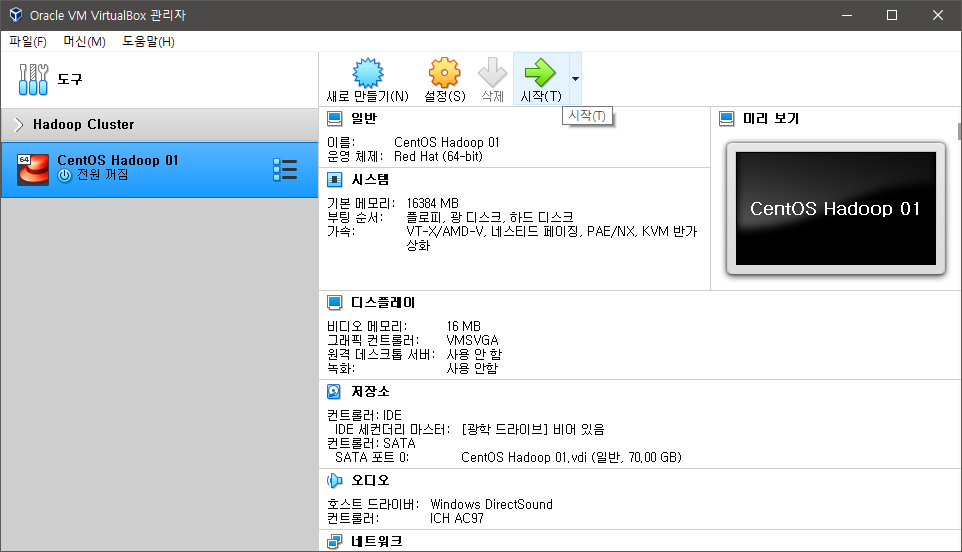 Oracle VM VirtualBox 관리자
파일(F) 머신(M) 도움말(H)
도구
새로 만들기(N) 설정(S) 삭제 시작(T)
시작(T)
Hadoop Cluster
64
CentOS Hadoop 01
전원 꺼짐
일반
이름: CentOS Hadoop 01
운영 체제: Red Hat (64-bit)
시스템
기본 메모리: 16384 MB
부팅 순서: 플로피, 광 디스크, 하드 디스크
가속: VT-X/AMD-V, 네스티드 페이징, PAE/NX, KVM 반가
상화
미리 보기
CentOS Hadoop 01
디스플레이
비디오 메모리: 16 MB
그래픽 컨트롤러: VMSVGA
원격 데스크톱 서버: 사용 안 함
녹화: 사용 안함
저장소
컨트롤러: IDE
IDE 세컨더리 마스터: [광학 드라이브] 비어 있음
컨트롤러: SATA
SATA 포트 0: CentOS Hadoop 01.vdi (일반, 70.00 GB)
오디오
호스트 드라이버: Windows DirectSound
컨트롤러: ICH AC97
네트워크